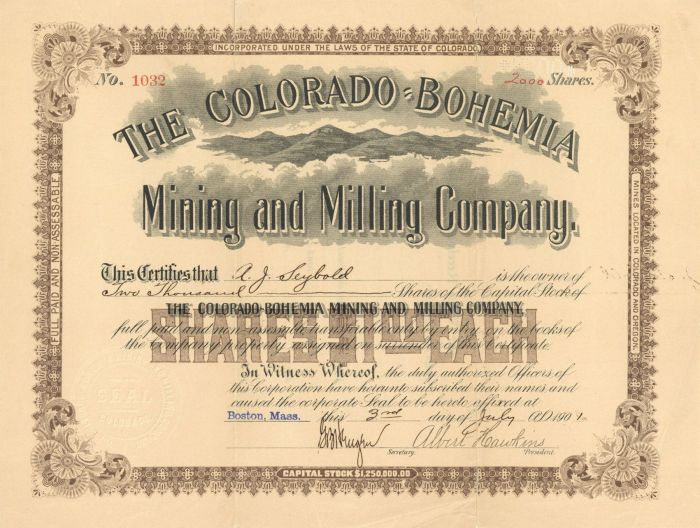 INCORPORATED UNDER THE LAWS OF THE STATE OF COLORADO
No. 1032
2000 Shares.
THE COLORADO-BOHEMIA
Mining and Milling Company.
FULL PAID AND NON ASSESSABLE
MINES LOCATED IN COLORADO AND OREGON.
This Certifies that A. J. Seybold is the owner of
Two Thousand Shares of the Capital Stock of
THE COLORADO-BOHEMIA MINING AND MILLING COMPANY,
full paid and non-assessable transferable only by entry on the books of
the Company properly assigned on surrender of this Certificate.
SHARES $1 EACH
In Witness Whereof, the duly authorized Officers of
this Corporation have hereunto subscribed their names and
caused the corporate Seal to be hereto affixed at
Boston, Mass. this 3rd day of July A.D. 1901
Albert Hawkins
Secretary. President.
SEAL
CAPITAL STOCK $1,250,000.00